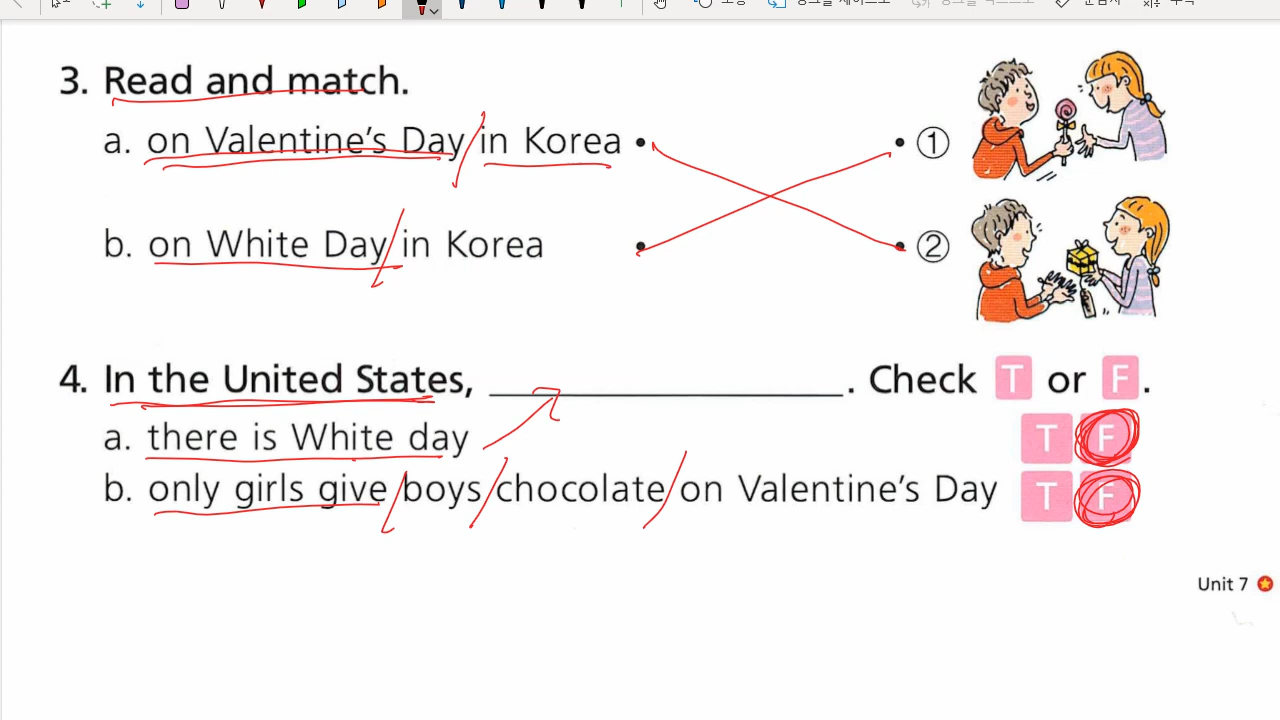 3. Read and match.
a. on Valentine's Day in Korea • • ①
b. on White Day in Korea • • ②
4. In the United States, ____________________. Check T or F.
a. there is White day T F
b. only girls give boys chocolate on Valentine's Day T F
Unit 7